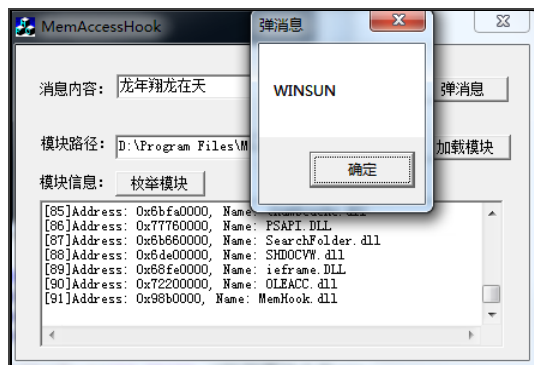 MemAccessHook
弹消息
消息内容：
龙年翔龙在天
弹消息
WINSUN
确定
模块路径：
D:\Program Files\M
加载模块
模块信息：
枚举模块
[85]Address: 0x6bfa0000, Name: thumbcache.dll
[86]Address: 0x77760000, Name: PSAPI.DLL
[87]Address: 0x6b660000, Name: SearchFolder.dll
[88]Address: 0x6de00000, Name: SHDOCVW.dll
[89]Address: 0x68fe0000, Name: ieframe.DLL
[90]Address: 0x72200000, Name: OLEACC.dll
[91]Address: 0x98b0000, Name: MemHook.dll